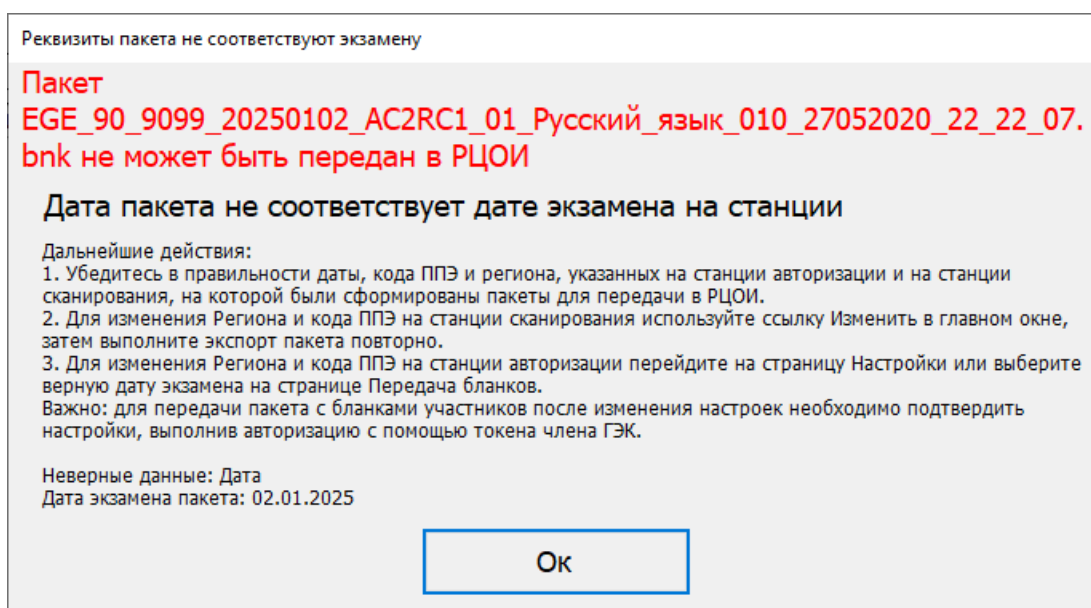 Реквизиты пакета не соответствуют экзамену
Пакет
EGE_90_9099_20250102_AC2RC1_01_Русский_язык_010_27052020_22_22_07.
bnk не может быть передан в РЦОИ
Дата пакета не соответствует дате экзамена на станции
Дальнейшие действия:
1. Убедитесь в правильности даты, кода ППЭ и региона, указанных на станции авторизации и на станции
сканирования, на которой были сформированы пакеты для передачи в РЦОИ.
2. Для изменения Региона и кода ППЭ на станции сканирования используйте ссылку Изменить в главном окне,
затем выполните экспорт пакета повторно.
3. Для изменения Региона и кода ППЭ на станции авторизации перейдите на страницу Настройки или выберите
верную дату экзамена на странице Передача бланков.
Важно: для передачи пакета с бланками участников после изменения настроек необходимо подтвердить
настройки, выполнив авторизацию с помощью токена члена ГЭК.
Неверные данные: Дата
Дата экзамена пакета: 02.01.2025
Ок